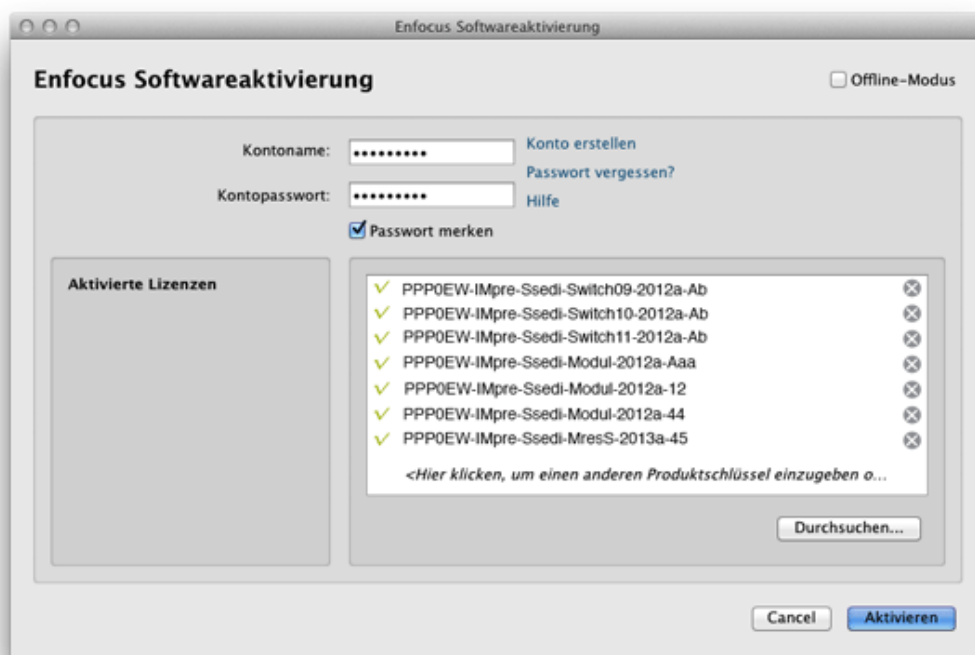 Enfocus Softwareaktivierung
Enfocus Softwareaktivierung
Offline-Modus
Kontoname: •••••••••
Konto erstellen
Passwort vergessen?
Kontopasswort: •••••••••
Hilfe
Passwort merken
Aktivierte Lizenzen
PPP0EW-IMpre-Ssedi-Switch09-2012a-Ab
PPP0EW-IMpre-Ssedi-Switch10-2012a-Ab
PPP0EW-IMpre-Ssedi-Switch11-2012a-Ab
PPP0EW-IMpre-Ssedi-Modul-2012a-Aaa
PPP0EW-IMpre-Ssedi-Modul-2012a-12
PPP0EW-IMpre-Ssedi-Modul-2012a-44
PPP0EW-IMpre-Ssedi-MresS-2013a-45
<Hier klicken, um einen anderen Produktschlüssel einzugeben o...
Durchsuchen...
Cancel
Aktivieren